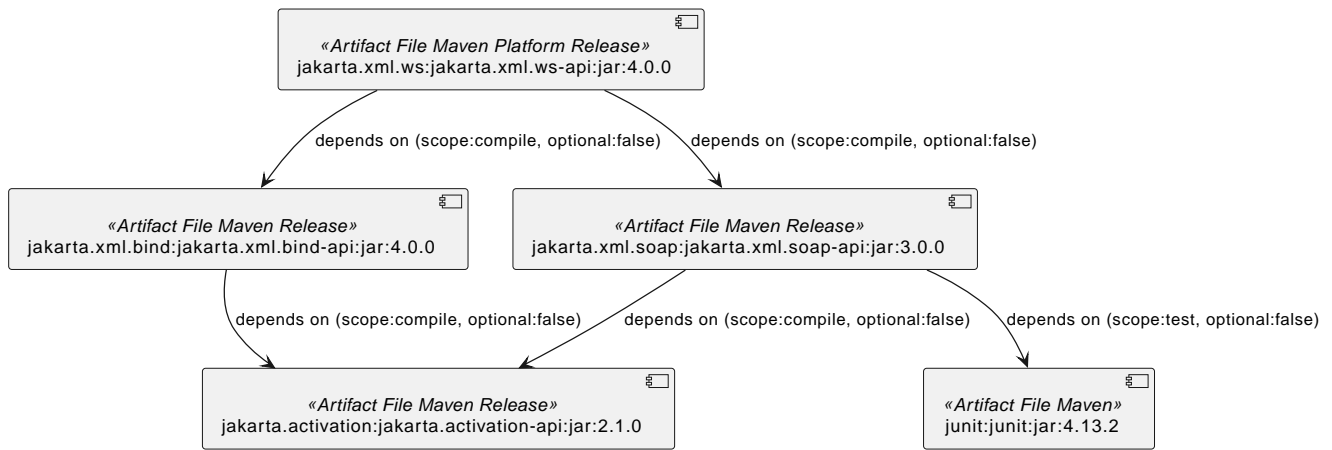 «Artifact File Maven Platform Release»
jakarta.xml.ws:jakarta.xml.ws-api:jar:4.0.0
depends on (scope:compile, optional:false)
depends on (scope:compile, optional:false)
«Artifact File Maven Release»
jakarta.xml.bind:jakarta.xml.bind-api:jar:4.0.0
«Artifact File Maven Release»
jakarta.xml.soap:jakarta.xml.soap-api:jar:3.0.0
depends on (scope:compile, optional:false)
depends on (scope:compile, optional:false)
depends on (scope:test, optional:false)
«Artifact File Maven Release»
jakarta.activation:jakarta.activation-api:jar:2.1.0
«Artifact File Maven»
junit:junit:jar:4.13.2